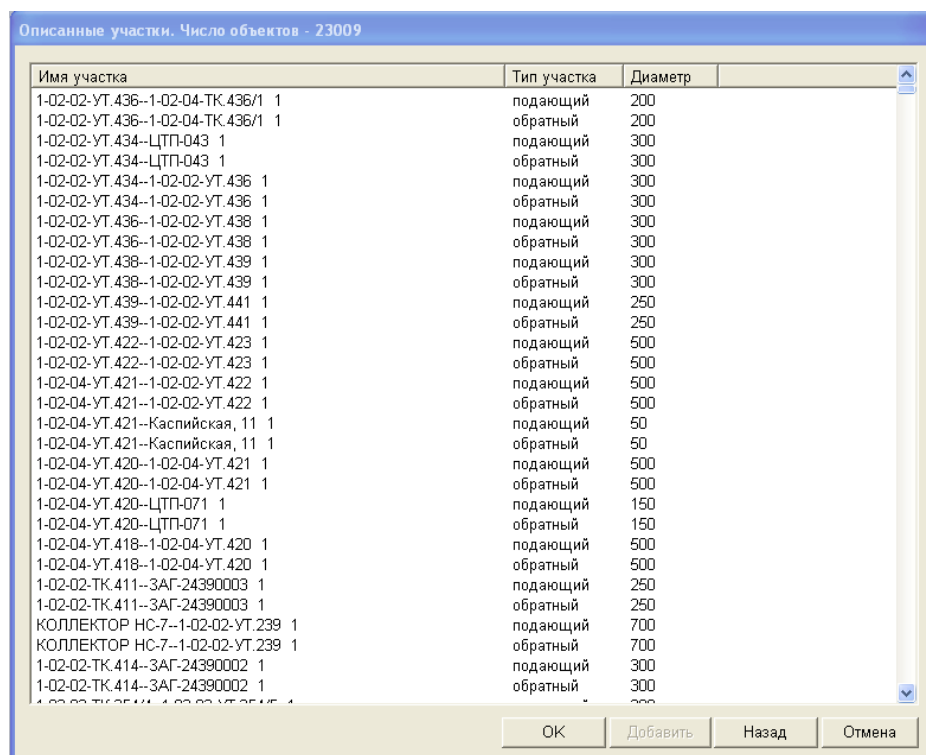 Описанные участки. Число объектов - 23009
Имя участка Тип участка Диаметр
1-02-02-УТ.436--1-02-04-ТК.436/1 1 подающий 200
1-02-02-УТ.436--1-02-04-ТК.436/1 1 обратный 200
1-02-02-УТ.434--ЦТП-043 1 подающий 300
1-02-02-УТ.434--ЦТП-043 1 обратный 300
1-02-02-УТ.434--1-02-02-УТ.436 1 подающий 300
1-02-02-УТ.434--1-02-02-УТ.436 1 обратный 300
1-02-02-УТ.436--1-02-02-УТ.438 1 подающий 300
1-02-02-УТ.436--1-02-02-УТ.438 1 обратный 300
1-02-02-УТ.438--1-02-02-УТ.439 1 подающий 300
1-02-02-УТ.438--1-02-02-УТ.439 1 обратный 300
1-02-02-УТ.439--1-02-02-УТ.441 1 подающий 250
1-02-02-УТ.439--1-02-02-УТ.441 1 обратный 250
1-02-02-УТ.422--1-02-02-УТ.423 1 подающий 500
1-02-02-УТ.422--1-02-02-УТ.423 1 обратный 500
1-02-04-УТ.421--1-02-02-УТ.422 1 подающий 500
1-02-04-УТ.421--1-02-02-УТ.422 1 обратный 500
1-02-04-УТ.421--Каспийская, 11 1 подающий 50
1-02-04-УТ.421--Каспийская, 11 1 обратный 50
1-02-04-УТ.420--1-02-04-УТ.421 1 подающий 500
1-02-04-УТ.420--1-02-04-УТ.421 1 обратный 500
1-02-04-УТ.420--ЦТП-071 1 подающий 150
1-02-04-УТ.420--ЦТП-071 1 обратный 150
1-02-04-УТ.418--1-02-04-УТ.420 1 подающий 500
1-02-04-УТ.418--1-02-04-УТ.420 1 обратный 500
1-02-02-ТК.411--ЗАГ-24390003 1 подающий 250
1-02-02-ТК.411--ЗАГ-24390003 1 обратный 250
КОЛЛЕКТОР НС-7--1-02-02-УТ.239 1 подающий 700
КОЛЛЕКТОР НС-7--1-02-02-УТ.239 1 обратный 700
1-02-02-ТК.414--ЗАГ-24390002 1 подающий 300
1-02-02-ТК.414--ЗАГ-24390002 1 обратный 300
ОК Добавить Назад Отмена